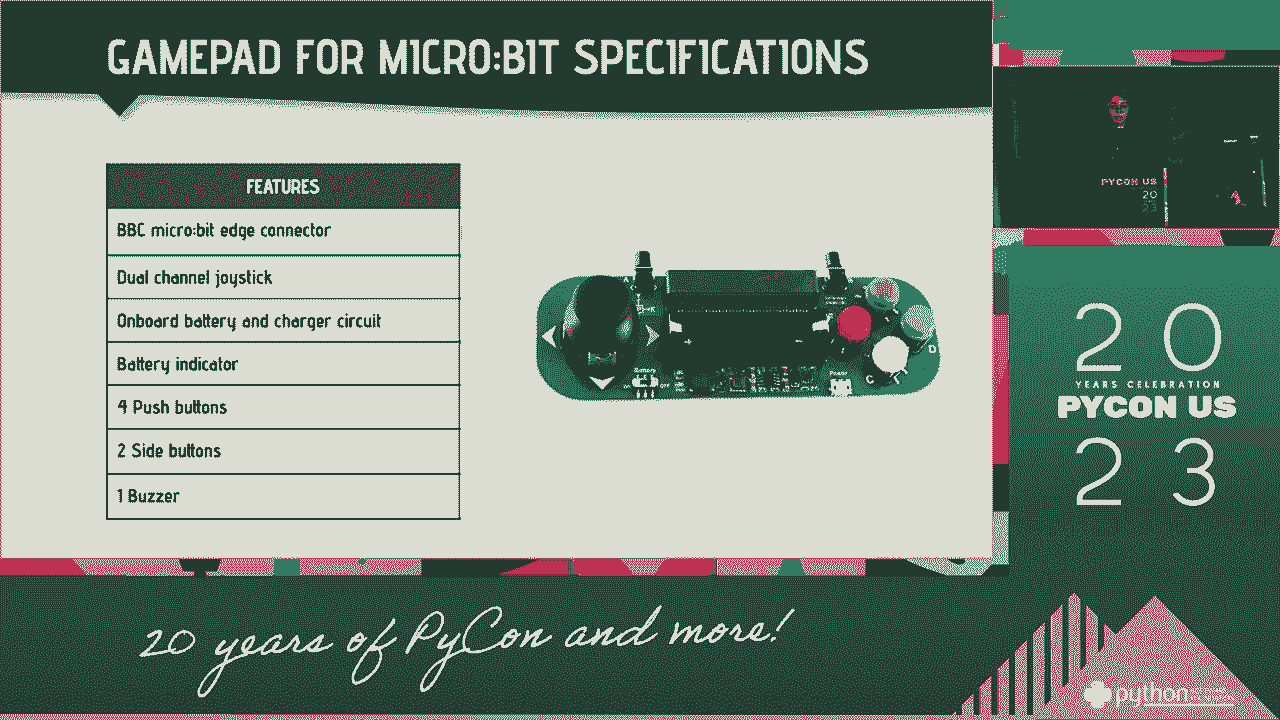 GAMEPAD FOR MICRO:BIT SPECIFICATIONS
FEATURES
BBC micro:bit edge connector
Dual channel joystick
Onboard battery and charger circuit
Battery indicator
4 Push buttons
2 Side buttons
1 Buzzer
Battery
Power
C
D
PYCON US
20
23
20
YEARS CELEBRATION
PYCON US
23
20 years of PyCon and more!
python